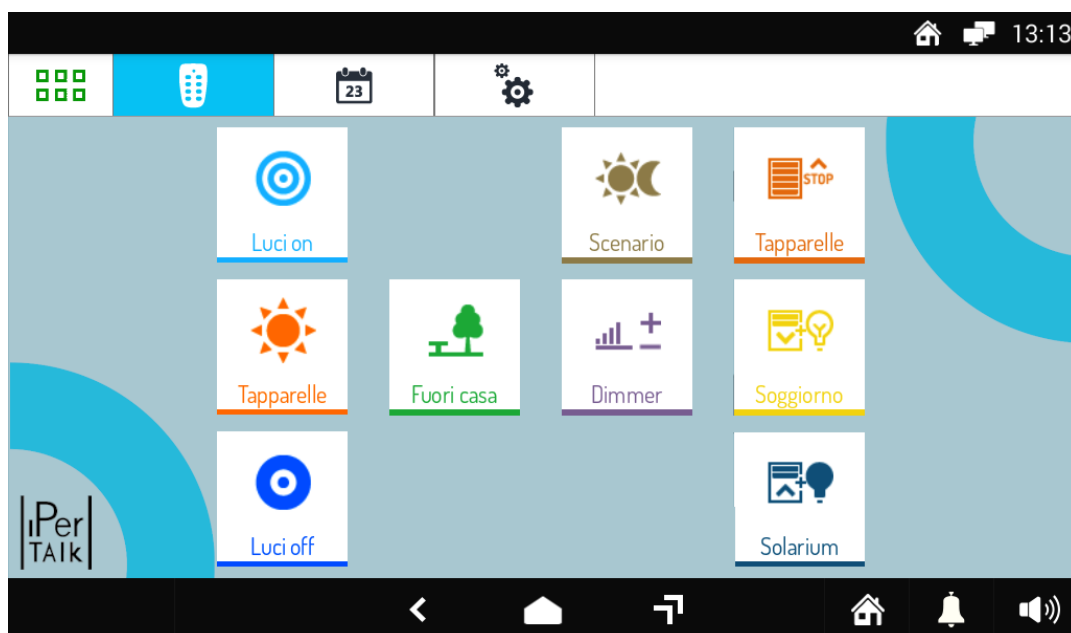 13:13
23
Luci on
Scenario
STOP
Tapparelle
Tapparelle
Fuori casa
Dimmer
Soggiorno
Luci off
Solarium
iPer
TAlk